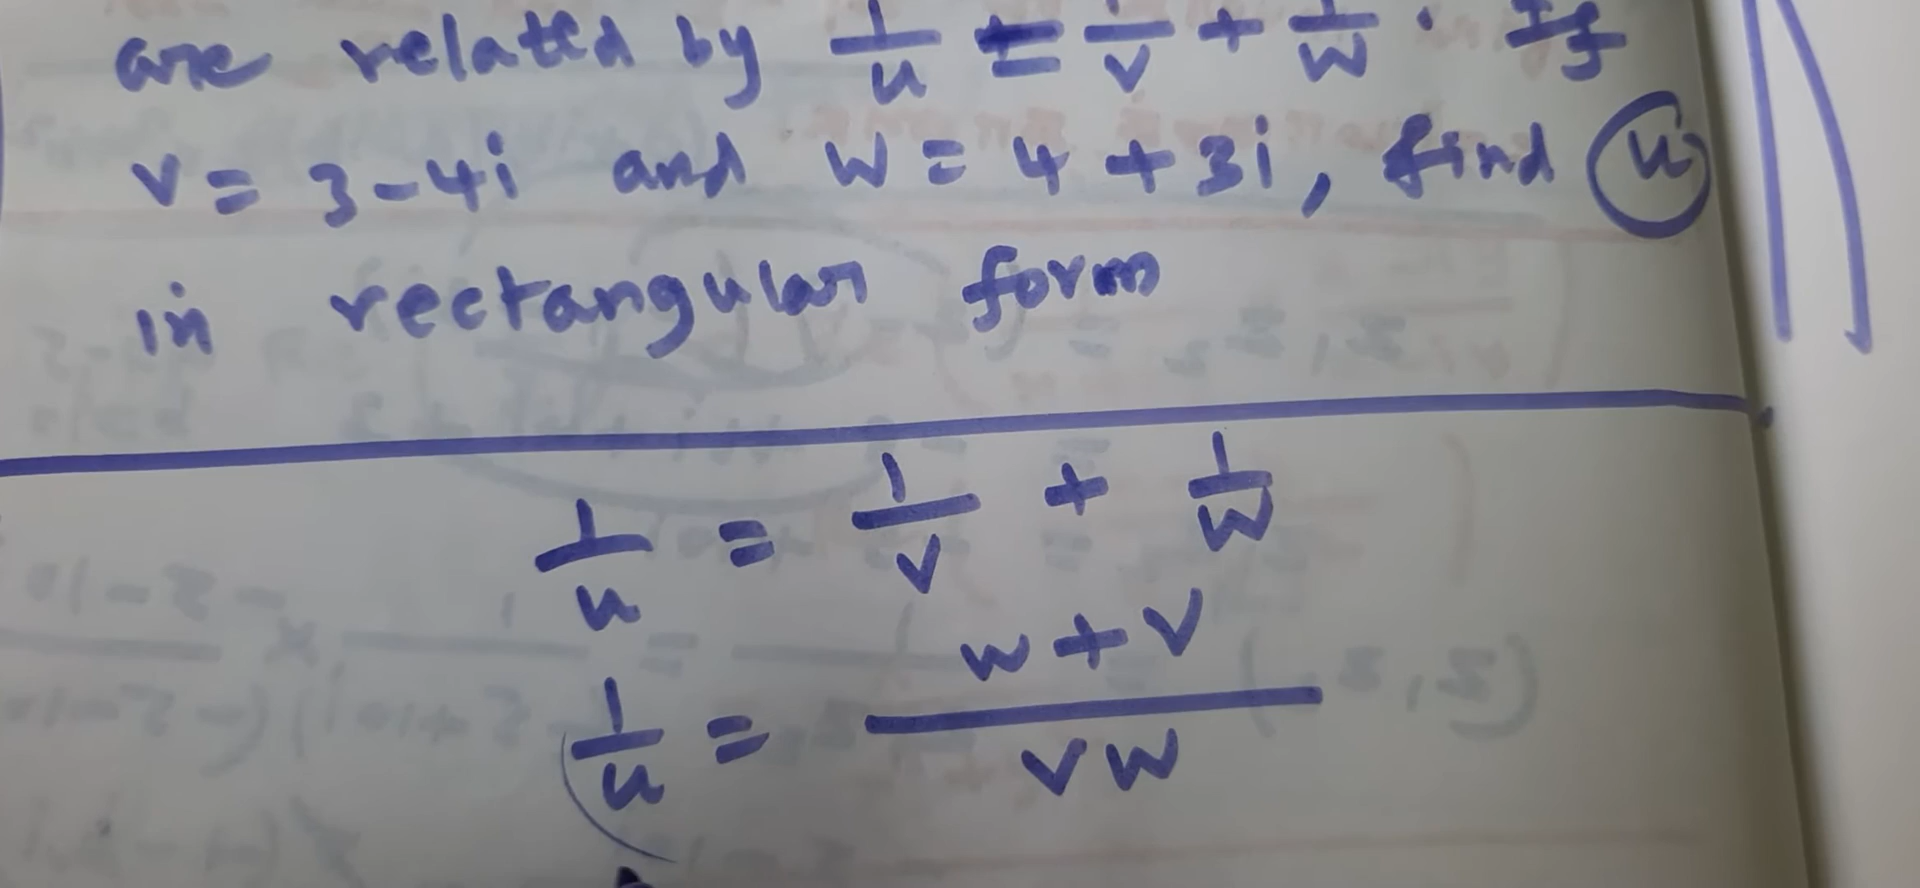 are related by 1/u = 1/v + 1/w . If
v = 3 - 4i and w = 4 + 3i, find u
in rectangular form
1/u = 1/v + 1/w
1/u = w + v / vw